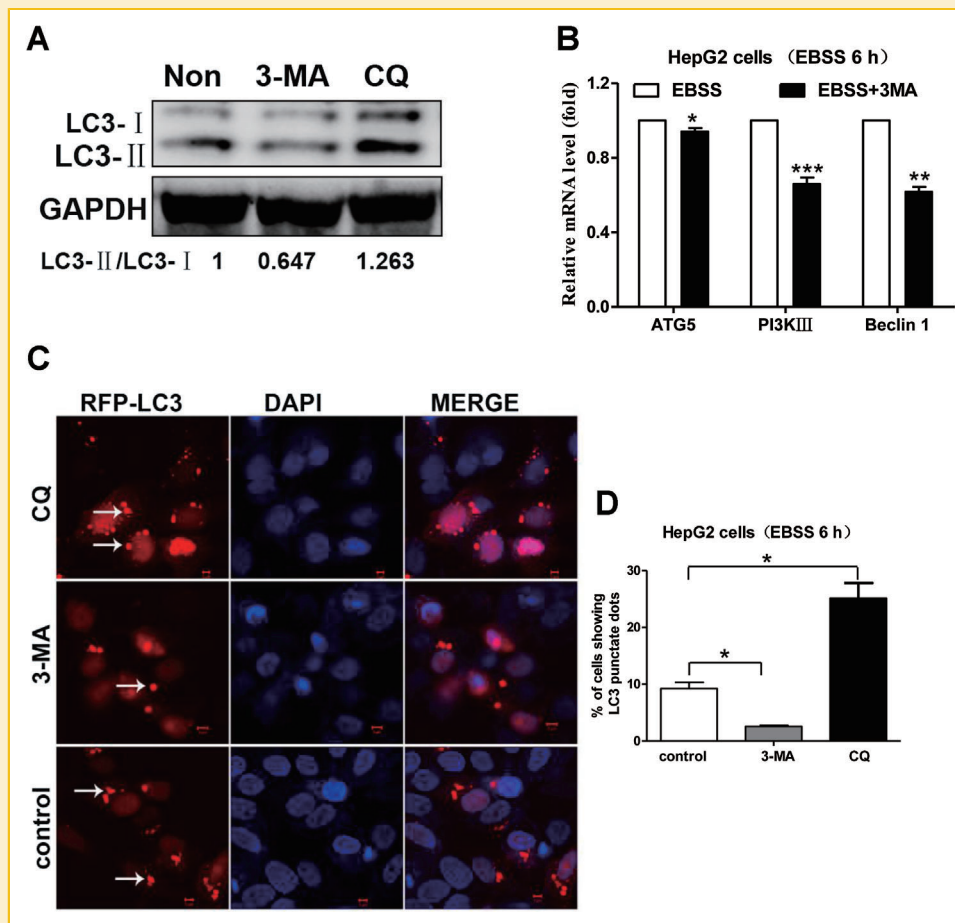 A
Non 3-MA CQ
LC3-Ⅰ
LC3-Ⅱ
GAPDH
LC3-Ⅱ/LC3-Ⅰ 1 0.647 1.263
B
HepG2 cells （EBSS 6 h）
EBSS EBSS+3MA
Relative mRNA level (fold)
1.2
0.8
0.4
0.0
* *** **
ATG5 PI3KⅢ Beclin 1
C
RFP-LC3 DAPI MERGE
CQ
3-MA
control
D
HepG2 cells （EBSS 6 h）
% of cells showing
LC3 punctate dots
30
20
10
0
*
*
control 3-MA CQ